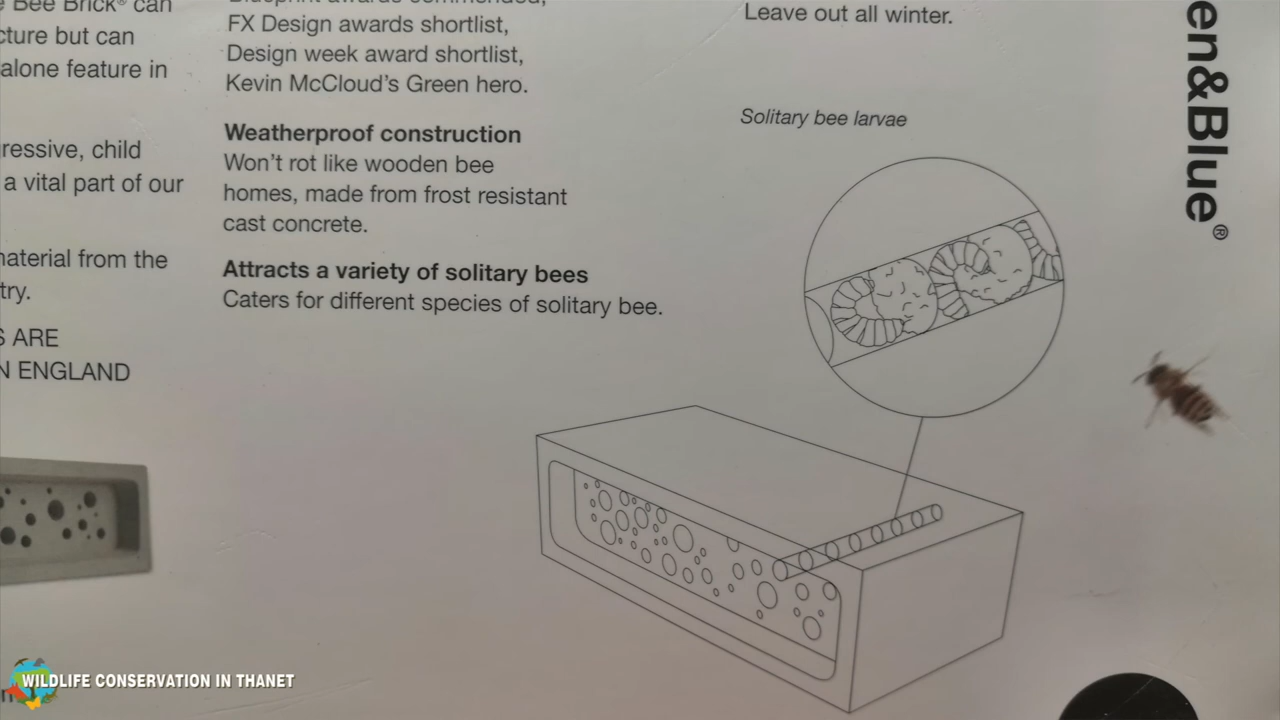 Bee Brick® can
cture but can
alone feature in
ressive, child
a vital part of our
naterial from the
try.
S ARE
N ENGLAND
Blueprint awards commended,
FX Design awards shortlist,
Design week award shortlist,
Kevin McCloud's Green hero.
Weatherproof construction
Won't rot like wooden bee
homes, made from frost resistant
cast concrete.
Attracts a variety of solitary bees
Caters for different species of solitary bee.
Leave out all winter.
Solitary bee larvae
en&Blue®
WILDLIFE CONSERVATION IN THANET